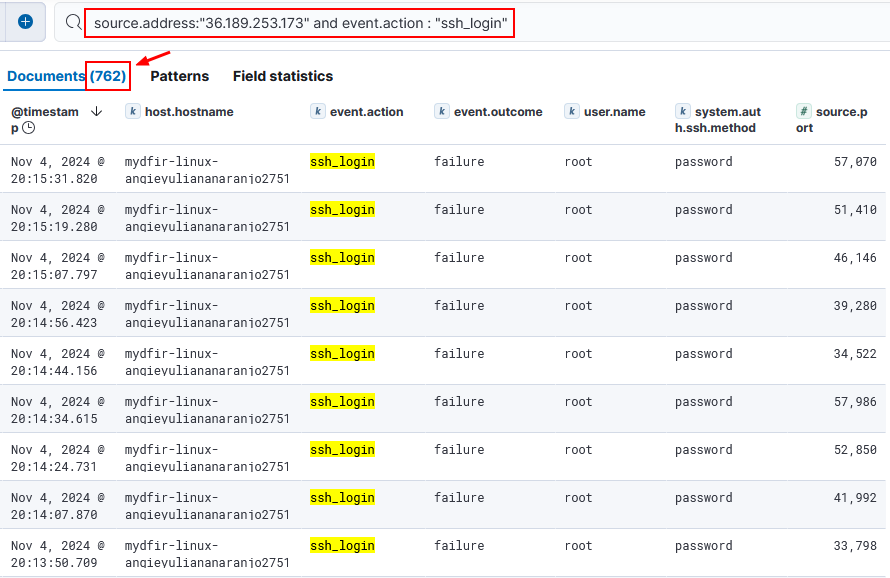 source.address:"36.189.253.173" and event.action : "ssh_login"
Documents (762) Patterns Field statistics
@timestam
p k host.hostname k event.action k event.outcome k user.name k system.aut
h.ssh.method # source.p
ort
Nov 4, 2024 @ mydfir-linux- ssh_login failure root password 57,070
20:15:31.820 angieyuliananaranjo2751
Nov 4, 2024 @ mydfir-linux- ssh_login failure root password 51,410
20:15:19.280 angieyuliananaranjo2751
Nov 4, 2024 @ mydfir-linux- ssh_login failure root password 46,146
20:15:07.797 angieyuliananaranjo2751
Nov 4, 2024 @ mydfir-linux- ssh_login failure root password 39,280
20:14:56.423 angieyuliananaranjo2751
Nov 4, 2024 @ mydfir-linux- ssh_login failure root password 34,522
20:14:44.156 angieyuliananaranjo2751
Nov 4, 2024 @ mydfir-linux- ssh_login failure root password 57,986
20:14:34.615 angieyuliananaranjo2751
Nov 4, 2024 @ mydfir-linux- ssh_login failure root password 52,850
20:14:24.731 angieyuliananaranjo2751
Nov 4, 2024 @ mydfir-linux- ssh_login failure root password 41,992
20:14:07.870 angieyuliananaranjo2751
Nov 4, 2024 @ mydfir-linux- ssh_login failure root password 33,798
20:13:50.709 angieyuliananaranjo2751